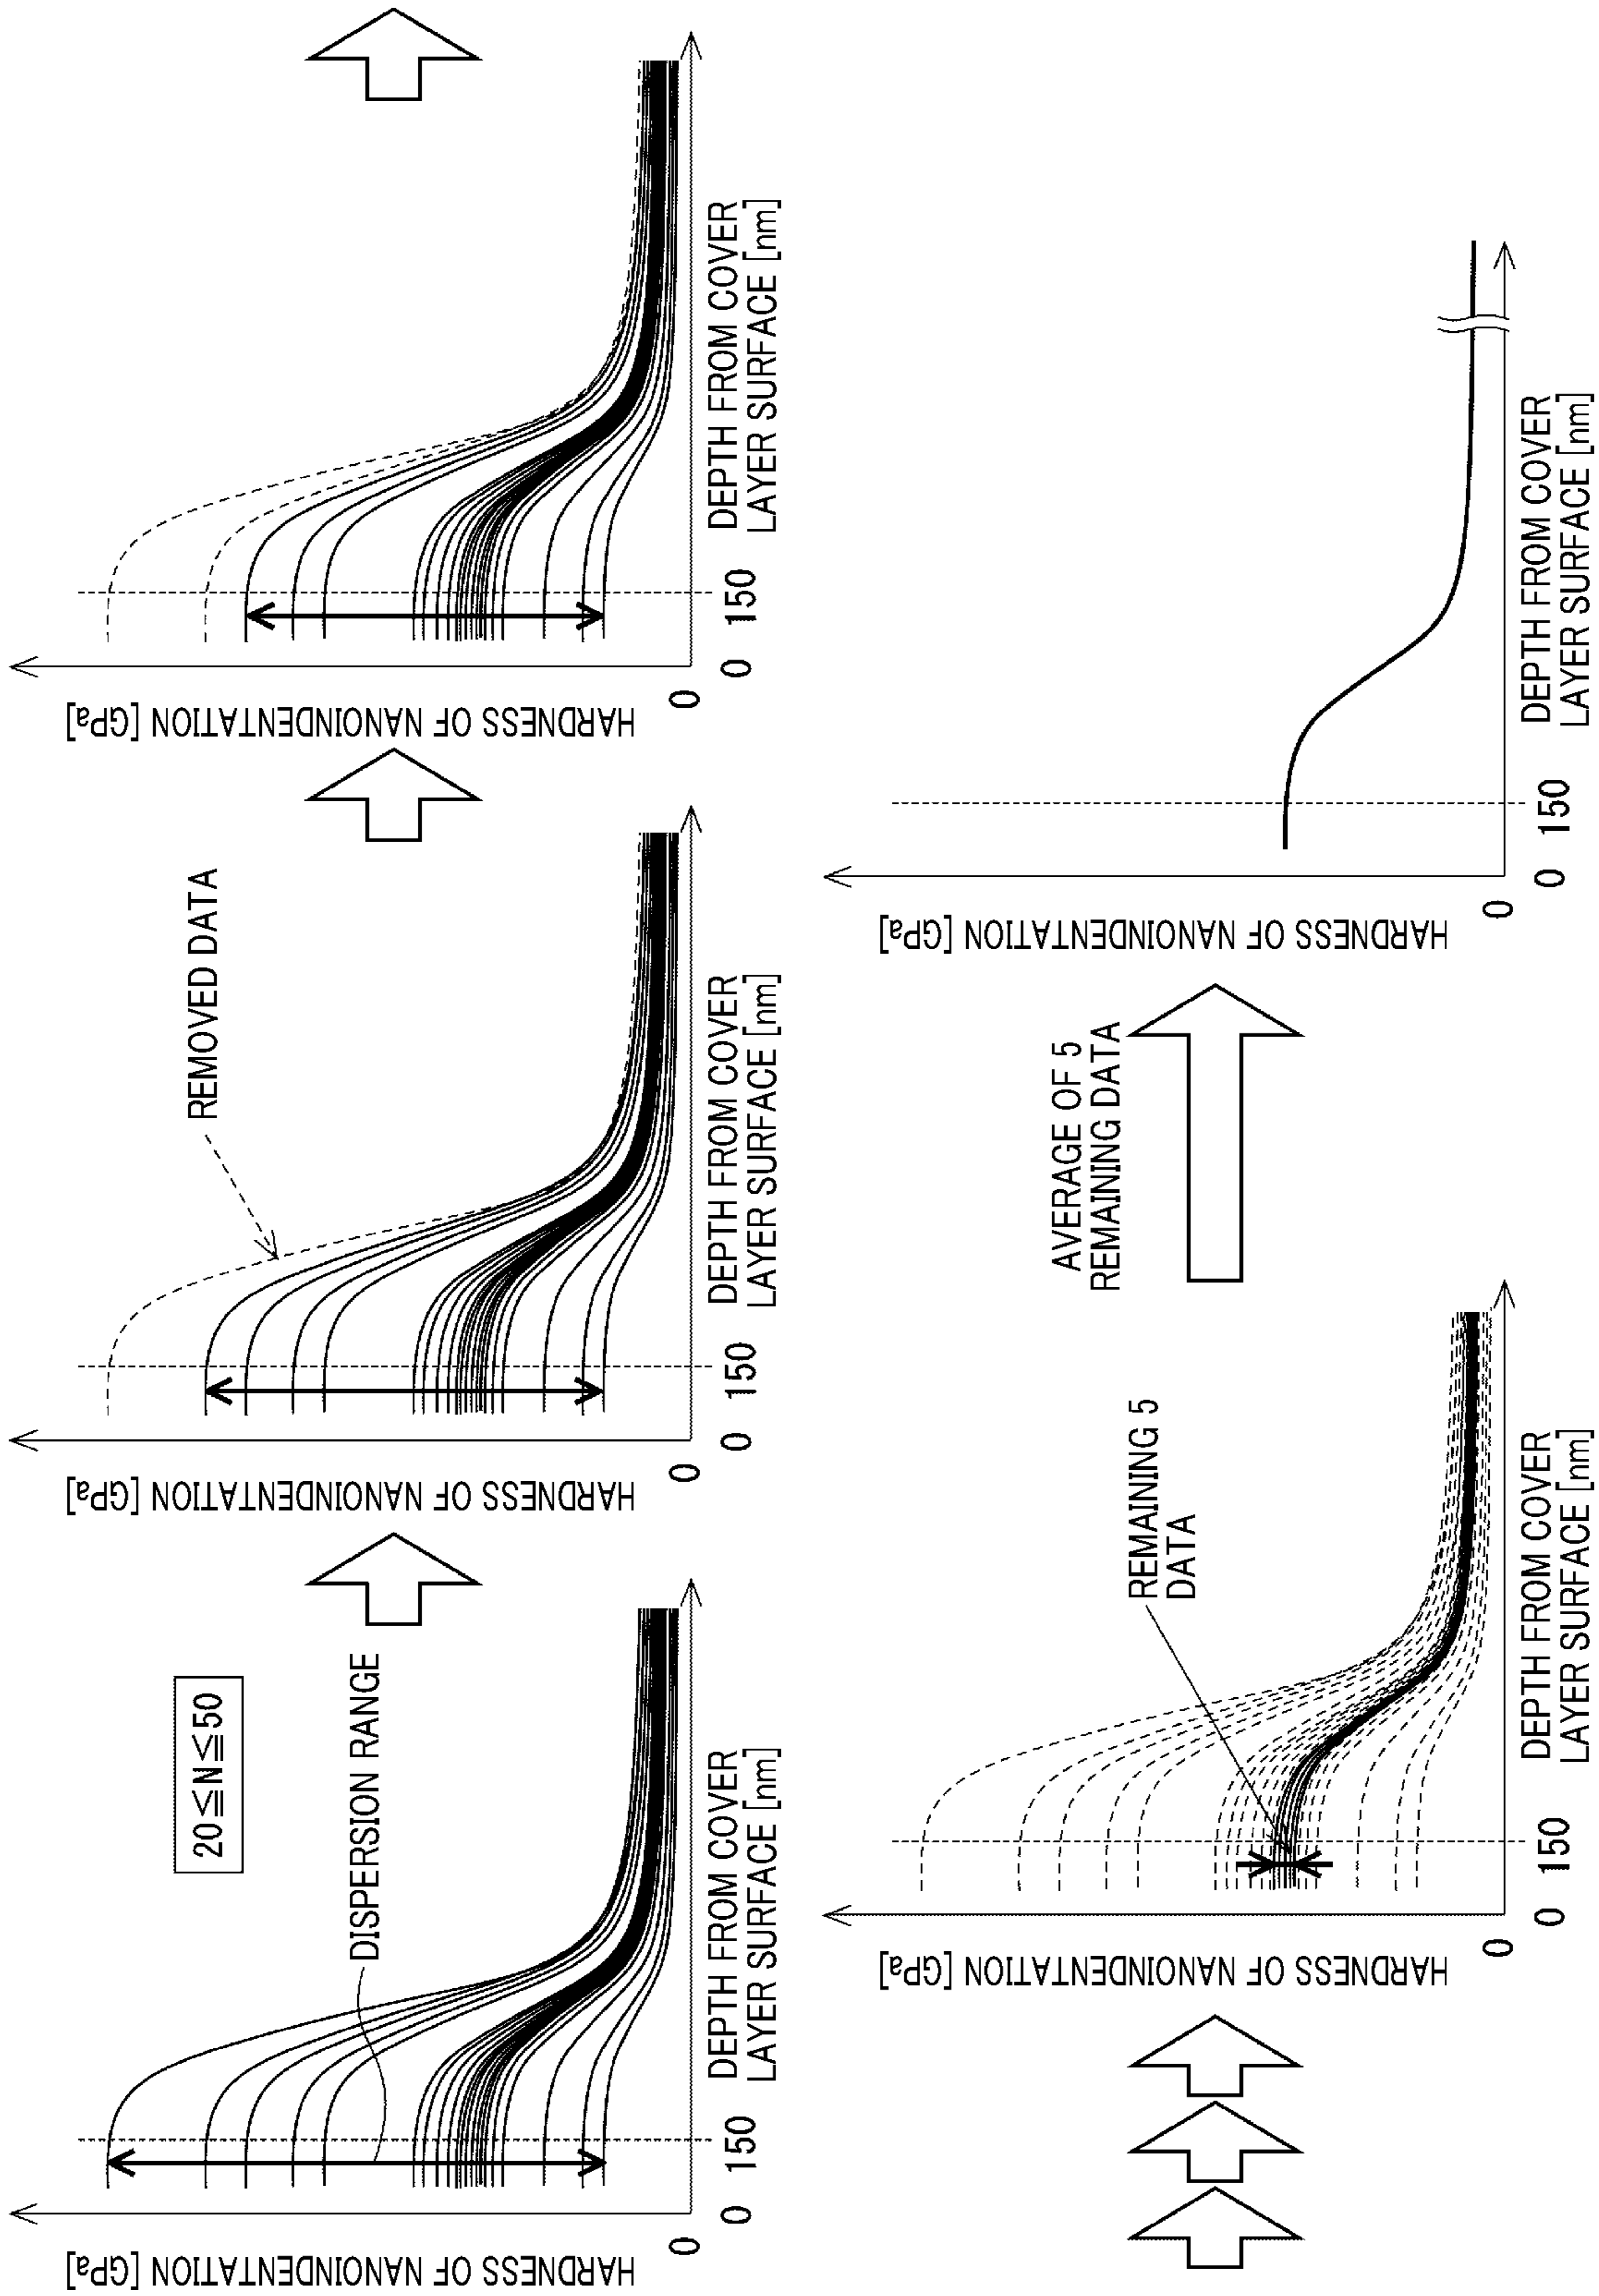 HARDNESS OF NANOINDENTATION [GPa]
20≦N≦50
DISPERSION RANGE
0
0
150
DEPTH FROM COVER
LAYER SURFACE [nm]
HARDNESS OF NANOINDENTATION [GPa]
REMOVED DATA
0
0
150
DEPTH FROM COVER
LAYER SURFACE [nm]
HARDNESS OF NANOINDENTATION [GPa]
0
0
150
DEPTH FROM COVER
LAYER SURFACE [nm]
HARDNESS OF NANOINDENTATION [GPa]
REMAINING 5
DATA
0
0
150
DEPTH FROM COVER
LAYER SURFACE [nm]
AVERAGE OF 5
REMAINING DATA
HARDNESS OF NANOINDENTATION [GPa]
0
0
150
DEPTH FROM COVER
LAYER SURFACE [nm]